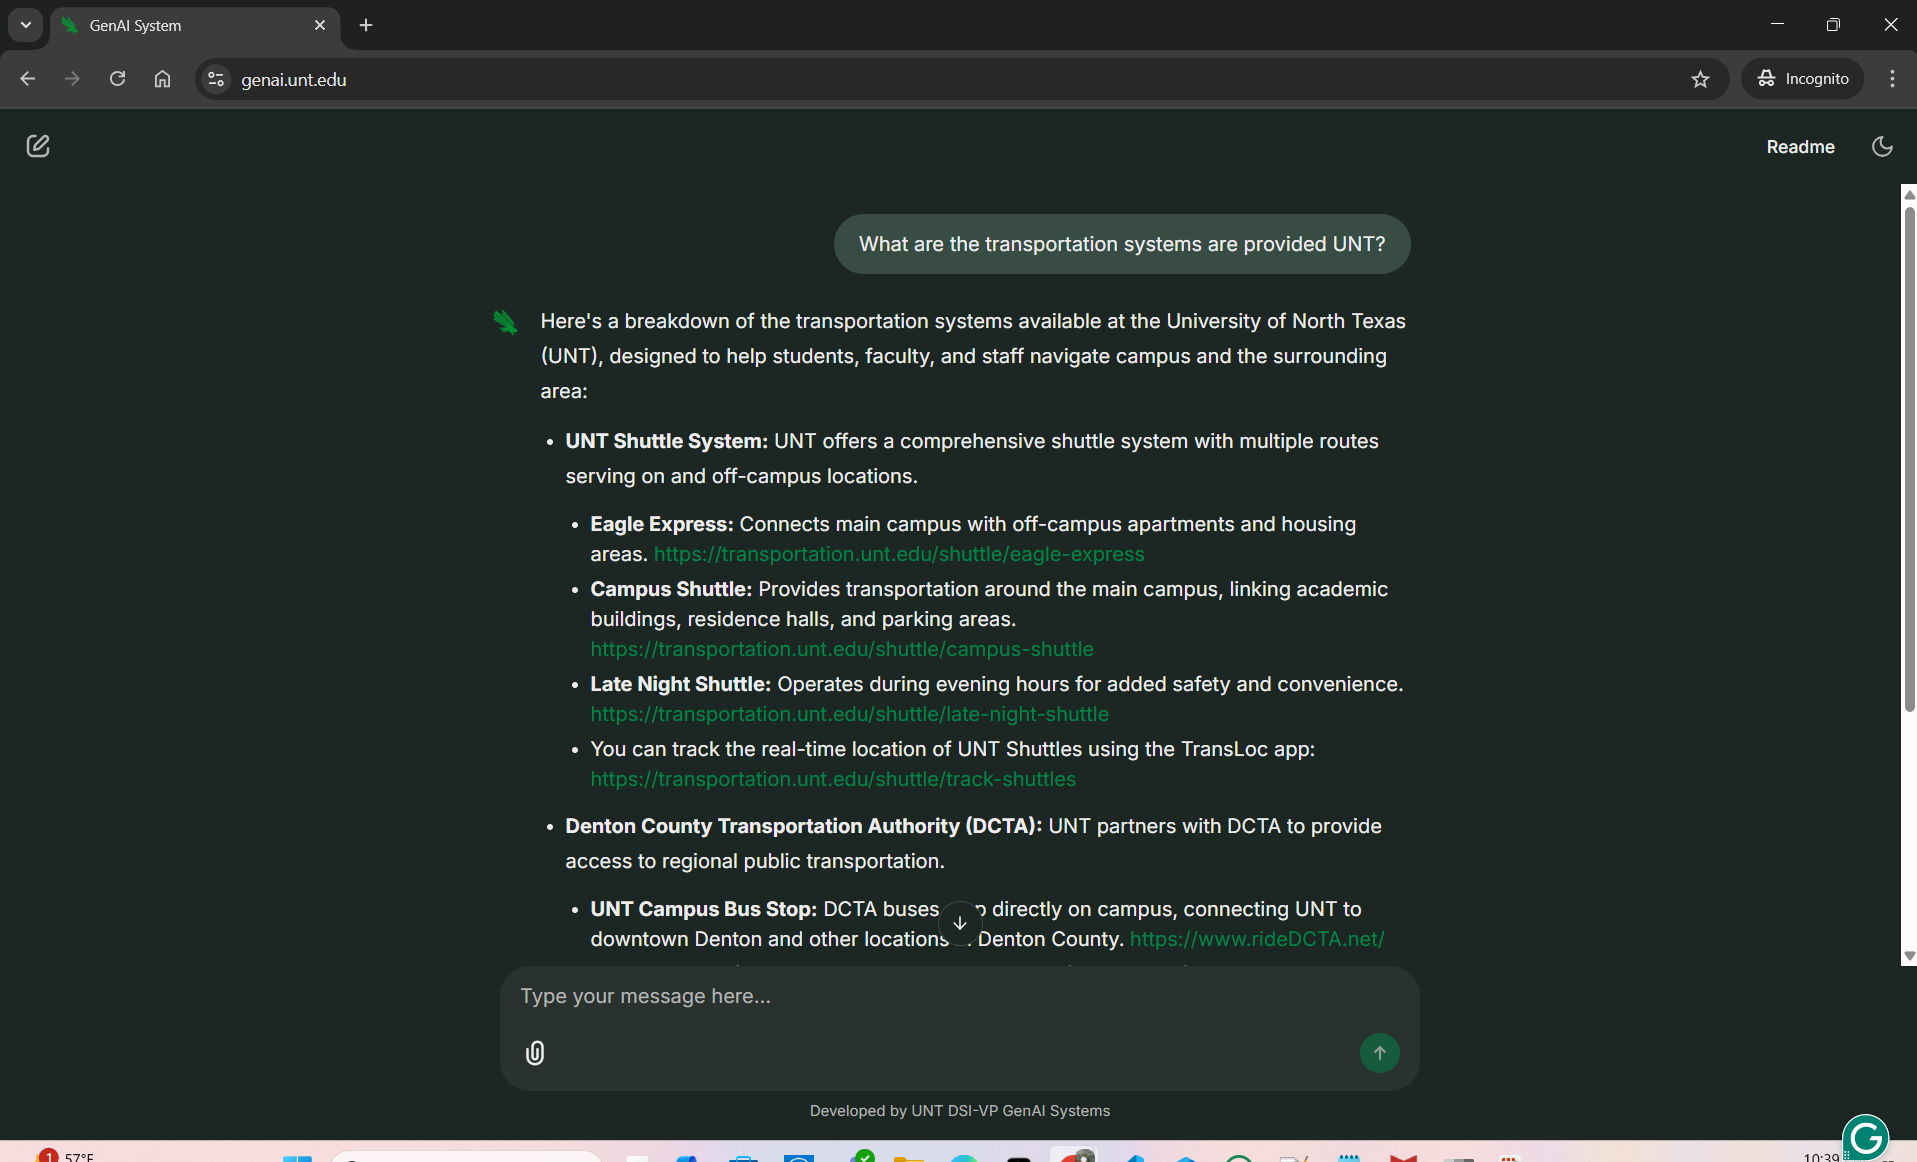 GenAI System
genai.unt.edu
Incognito
Readme
What are the transportation systems are provided UNT?
Here's a breakdown of the transportation systems available at the University of North Texas
(UNT), designed to help students, faculty, and staff navigate campus and the surrounding
area:
• UNT Shuttle System: UNT offers a comprehensive shuttle system with multiple routes
serving on and off-campus locations.
• Eagle Express: Connects main campus with off-campus apartments and housing
areas. https://transportation.unt.edu/shuttle/eagle-express
• Campus Shuttle: Provides transportation around the main campus, linking academic
buildings, residence halls, and parking areas.
https://transportation.unt.edu/shuttle/campus-shuttle
• Late Night Shuttle: Operates during evening hours for added safety and convenience.
https://transportation.unt.edu/shuttle/late-night-shuttle
• You can track the real-time location of UNT Shuttles using the TransLoc app:
https://transportation.unt.edu/shuttle/track-shuttles
• Denton County Transportation Authority (DCTA): UNT partners with DCTA to provide
access to regional public transportation.
• UNT Campus Bus Stop: DCTA buses directly on campus, connecting UNT to
downtown Denton and other locations Denton County. https://www.rideDCTA.net/
Type your message here...
Developed by UNT DSI-VP GenAI Systems
1
57°F
10:39